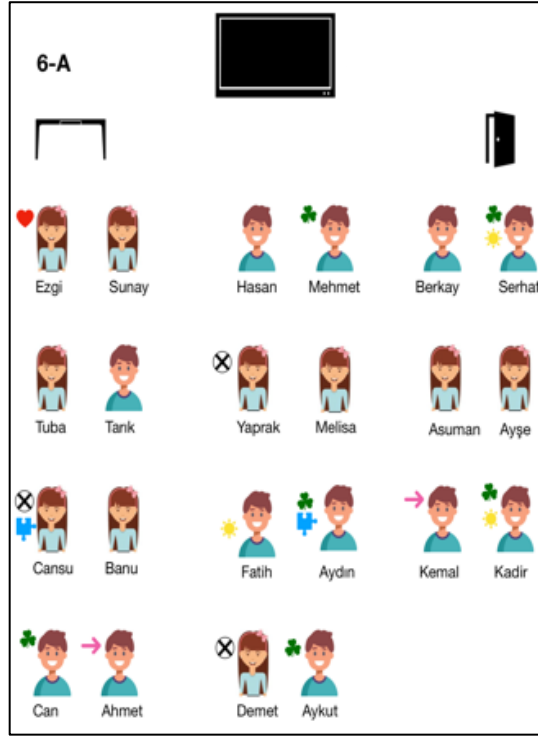 6-A
Ezgi Sunay Hasan Mehmet Berkay Serhat
Tuba Tarık Yaprak Melisa Asuman Ayşe
Cansu Banu Fatih Aydın Kemal Kadir
Can Ahmet Demet Aykut